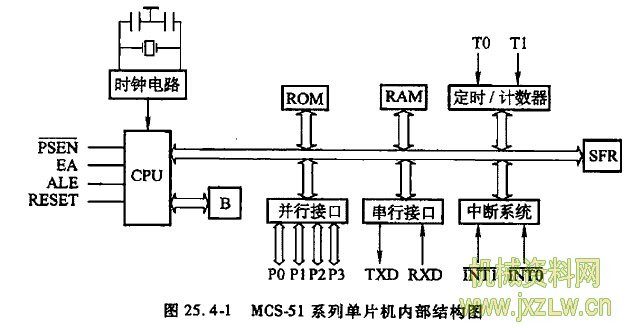 T0 T1
时钟电路
ROM RAM 定时/计数器
PSEN
EA
ALE
RESET
CPU
SFR
B
并行接口 串行接口 中断系统
P0 P1 P2 P3 TXD RXD INT1 INT0
机械资料网
www.jxzlw.cn
图 25.4-1 MCS-51 系列单片机内部结构图